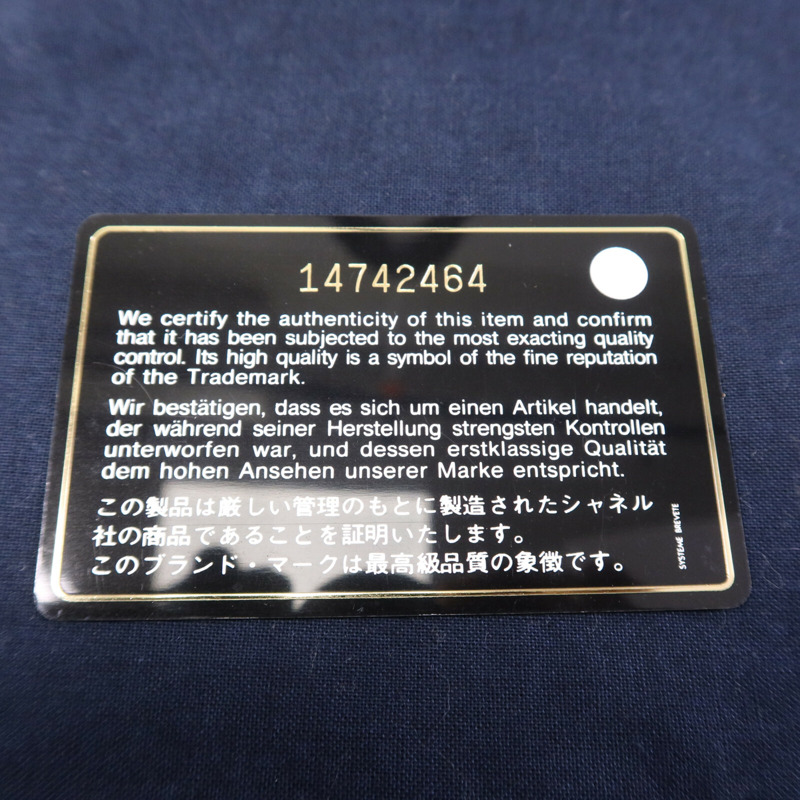 14742464
We certify the authenticity of this item and confirm
that it has been subjected to the most exacting quality
control. Its high quality is a symbol of the fine reputation
of the Trademark.
Wir bestätigen, dass es sich um einen Artikel handelt,
der während seiner Herstellung strengsten Kontrollen
unterworfen war, und dessen erstklassige Qualität
dem hohen Ansehen unserer Marke entspricht.
この製品は厳しい管理のもとに製造されたシャネル
社の商品であることを証明いたします。
このブランド・マークは最高級品質の象徴です。
SYSTEME BREVETE